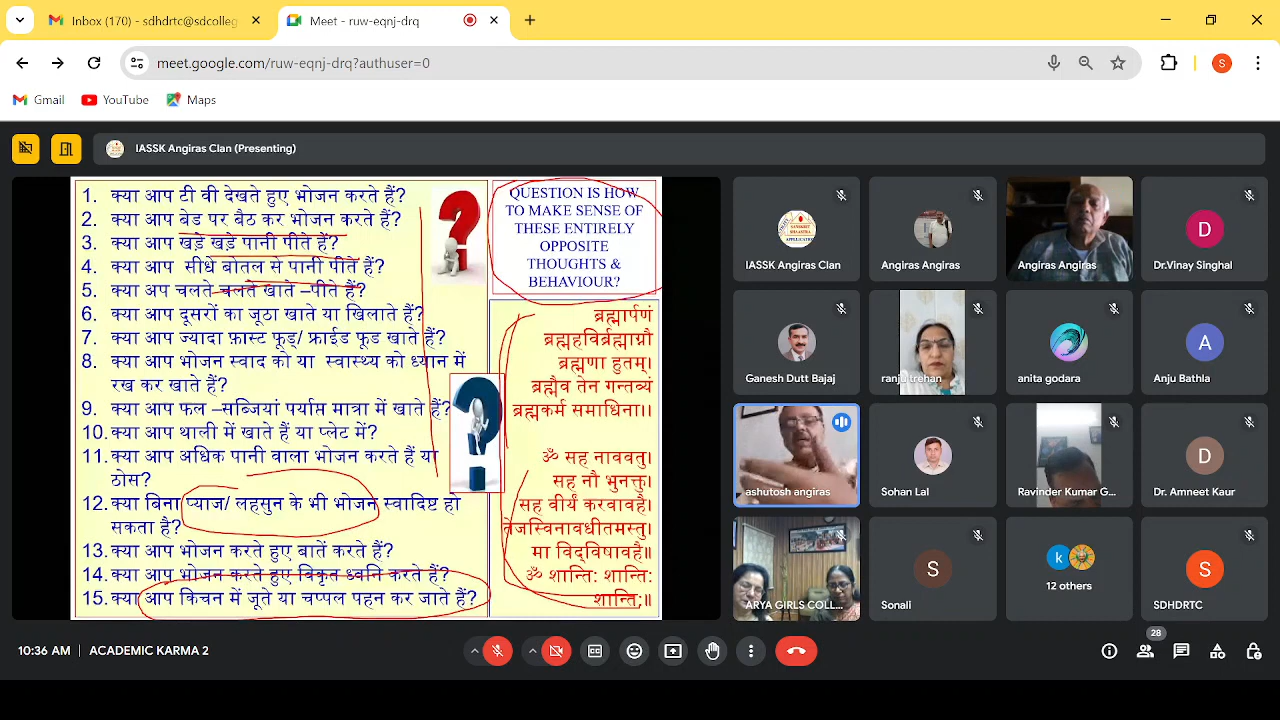 Inbox (170) - sdhdrtc@sdcolleg
Meet - ruw-eqnj-drq
meet.google.com/ruw-eqnj-drq?authuser=0
Gmail
YouTube
Maps
IASSK Angiras Clan (Presenting)
1. क्या आप टी वी देखते हुए भोजन करते हैं?
2. क्या आप बेड पर बैठ कर भोजन करते हैं?
3. क्या आप खड़े खड़े पानी पीते हैं?
4. क्या आप सीधे बोतल से पानी पीते हैं?
5. क्या अप चलते चलते खाते –पीते हैं?
6. क्या आप दूसरों का जूठा खाते या खिलाते हैं?
7. क्या आप ज्यादा फ़ास्ट फूड़/ फ्राईड फूड खाते हैं?
8. क्या आप भोजन स्वाद को या स्वास्थ्य को ध्यान में
रख कर खाते हैं?
9. क्या आप फल –सब्जियां पर्याप्त मात्रा में खाते हैं?
10. क्या आप थाली में खाते हैं या प्लेट में?
11. क्या आप अधिक पानी वाला भोजन करते हैं या
ठोस?
12. क्या बिना प्याज/ लहसुन के भी भोजन स्वादिष्ट हो
सकता है?
13. क्या आप भोजन करते हुए बातें करते हैं?
14. क्या आप भोजन करते हुए विकृत ध्वनि करते हैं?
15. क्या आप किचन में जूते या चप्पल पहन कर जाते हैं?
QUESTION IS HOW
TO MAKE SENSE OF
THESE ENTIRELY
OPPOSITE
THOUGHTS &
BEHAVIOUR?
ब्रह्मार्पणं
ब्रह्महविर्ब्रह्माग्नौ
ब्रह्मणा हुतम्।
ब्रह्मैव तेन गन्तव्यं
ब्रह्मकर्म समाधिना।।
ॐ सह नाववतु।
सह नौ भुनक्तु।
सह वीर्यं करवावहै।
तेजस्विनावधीतमस्तु।
मा विद्विषावहै॥
ॐ शान्ति: शान्ति:
शान्ति:॥
IASSK Angiras Clan
Angiras Angiras
Angiras Angiras
D
Dr.Vinay Singhal
Ganesh Dutt Bajaj
ranju trehan
anita godara
A
Anju Bathla
ashutosh angiras
Sohan Lal
Ravinder Kumar G...
D
Dr. Amneet Kaur
ARYA GIRLS COLL...
S
Sonali
k
12 others
S
SDHDRTC
10:36 AM | ACADEMIC KARMA 2
28